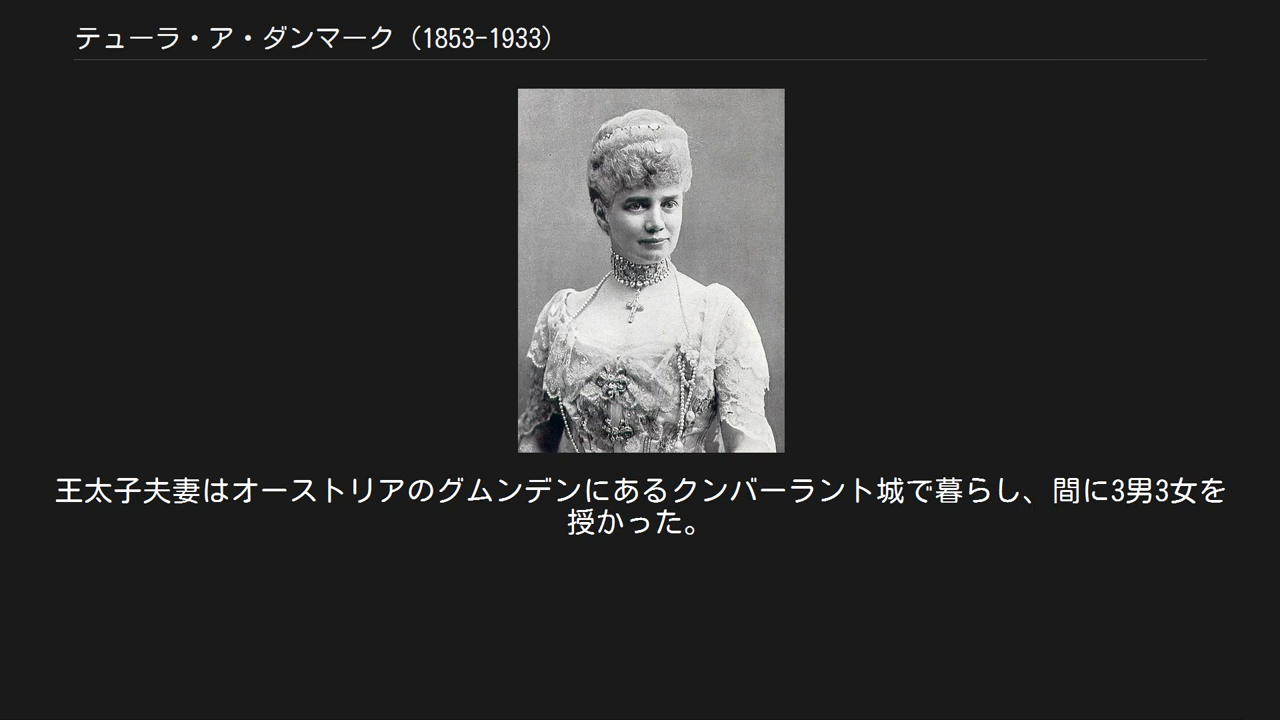 テューラ・ア・ダンマーク（1853-1933）
王太子夫妻はオーストリアのグムンデンにあるクンバーラント城で暮らし、間に3男3女を
授かった。